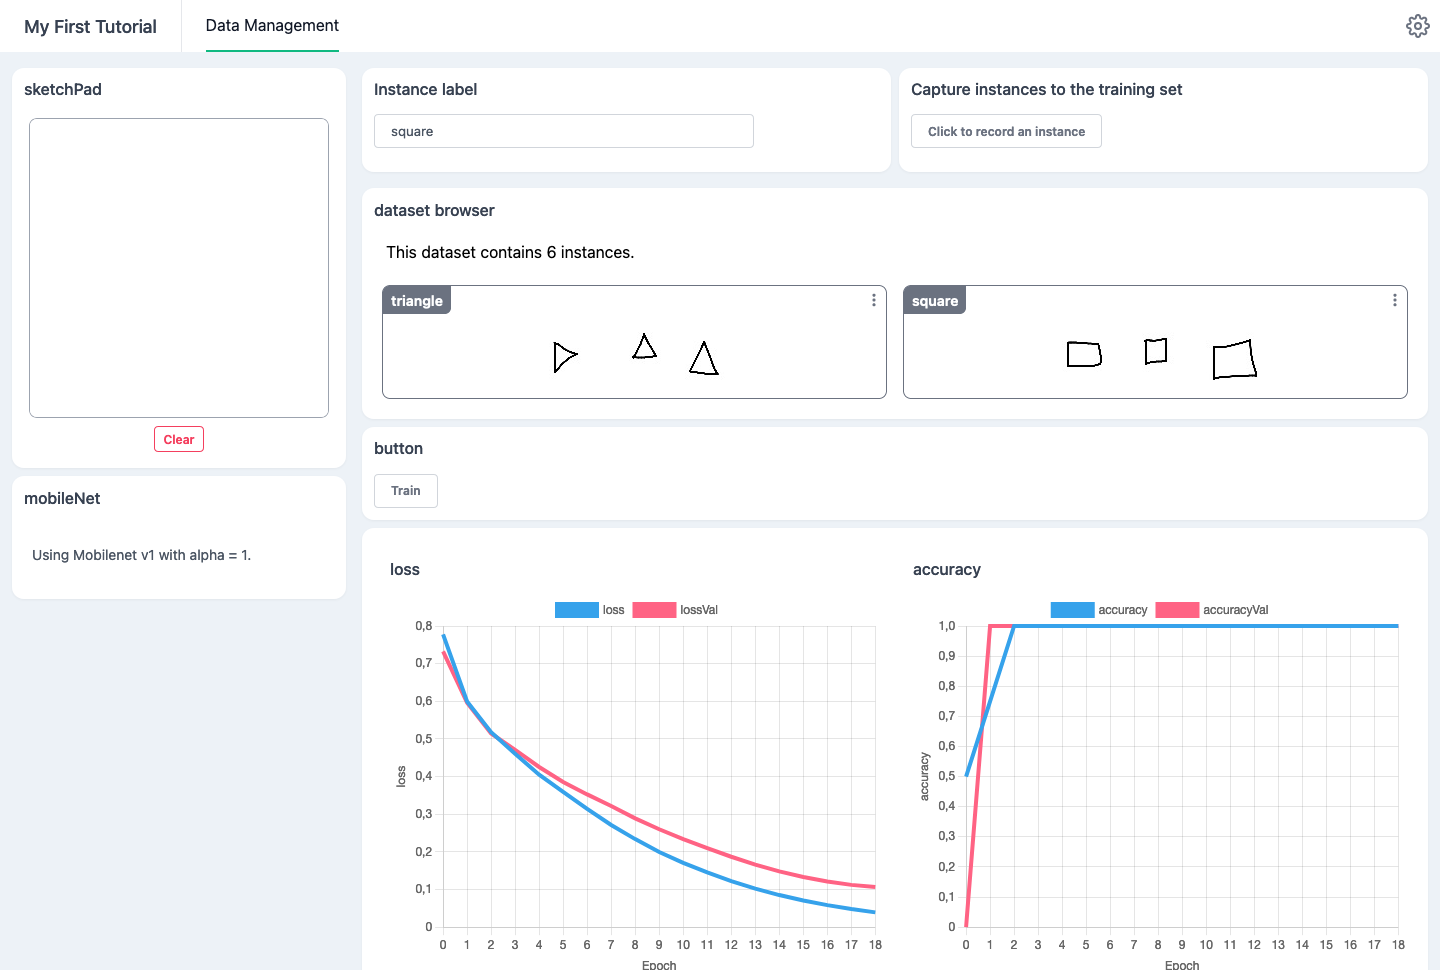 My First Tutorial
Data Management
sketchPad
Clear
mobileNet
Using Mobilenet v1 with alpha = 1.
Instance label
square
Capture instances to the training set
Click to record an instance
dataset browser
This dataset contains 6 instances.
triangle
square
button
Train
loss
loss lossVal
0,8
0,7
0,6
0,5
0,4
0,3
0,2
0,1
0
loss
0 1 2 3 4 5 6 7 8 9 10 11 12 13 14 15 16 17 18
Epoch
accuracy
accuracy accuracyVal
1,0
0,9
0,8
0,7
0,6
0,5
0,4
0,3
0,2
0,1
0
accuracy
0 1 2 3 4 5 6 7 8 9 10 11 12 13 14 15 16 17 18
Epoch